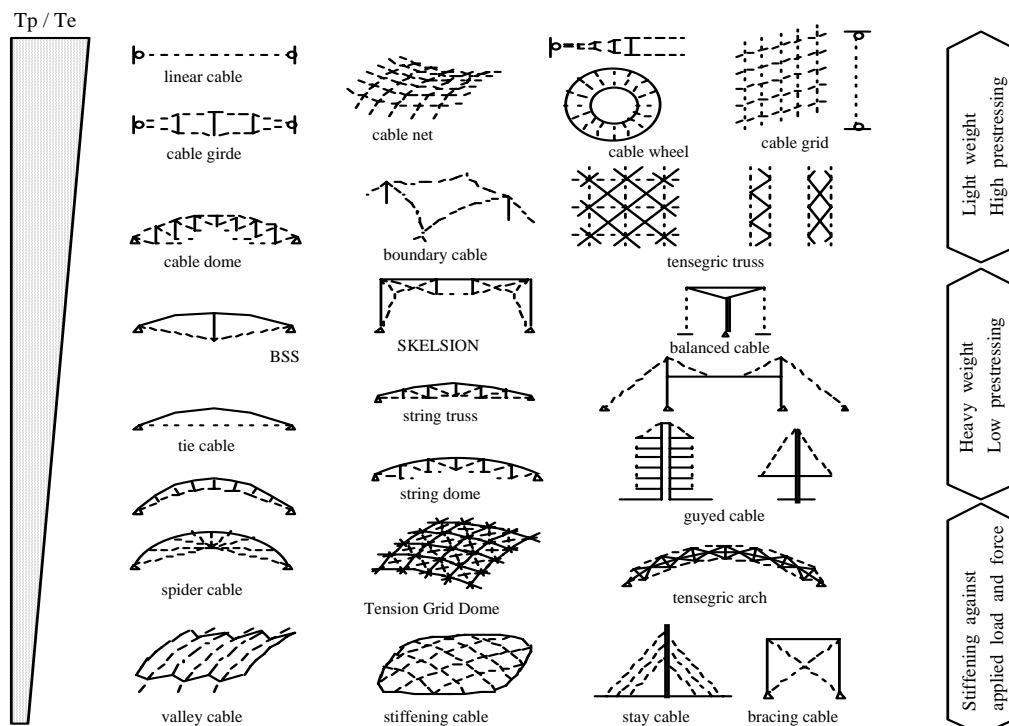 Tp / Te
linear cable
cable net
cable girde
cable wheel
cable grid
cable dome
boundary cable
tensegric truss
BSS
SKELSION
balanced cable
string truss
tie cable
string dome
guyed cable
spider cable
Tension Grid Dome
tensegric arch
valley cable
stiffening cable
stay cable
bracing cable
Light weight
High prestressing
Heavy weight
Low prestressing
Stiffening against
applied load and force